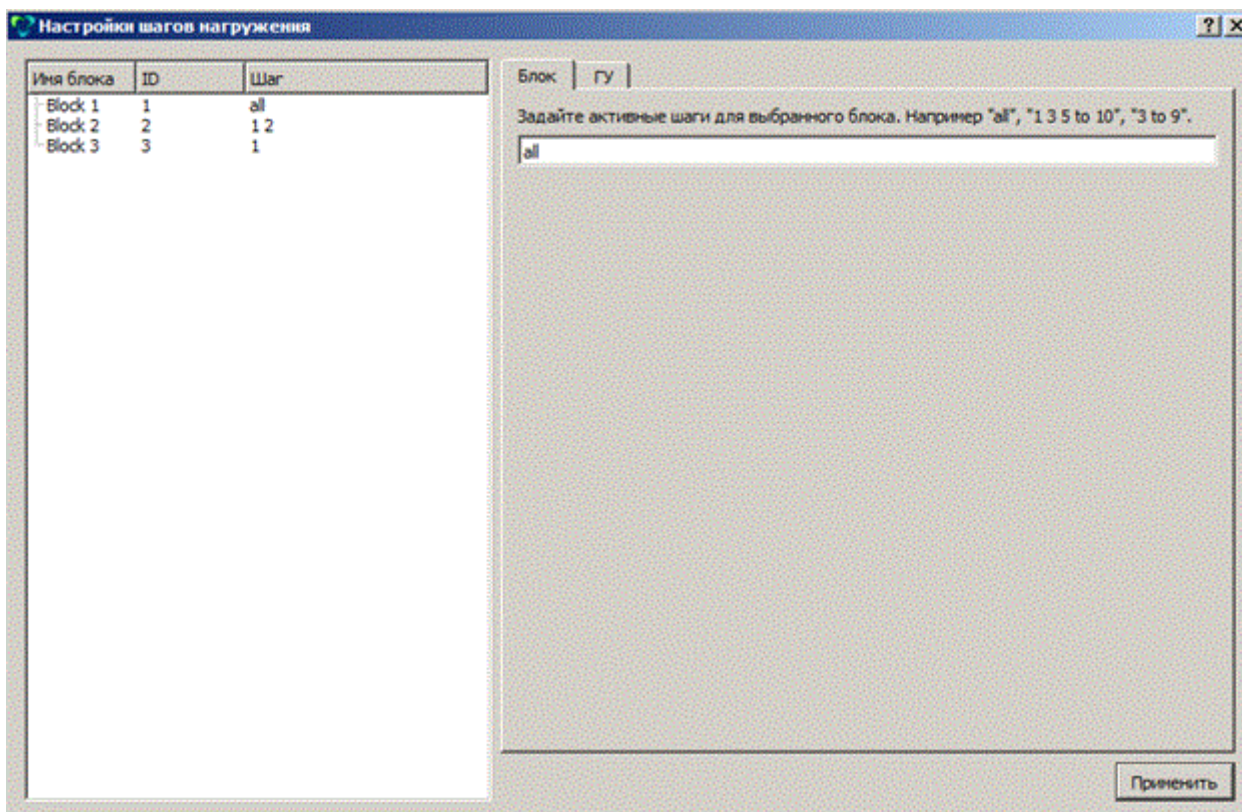 Настройки шагов нагружения
Имя блока ID Шаг
Block 1 1 all
Block 2 2 1 2
Block 3 3 1
Блок ГУ
Задайте активные шаги для выбранного блока. Например "all", "1 3 5 to 10", "3 to 9".
all
Применить